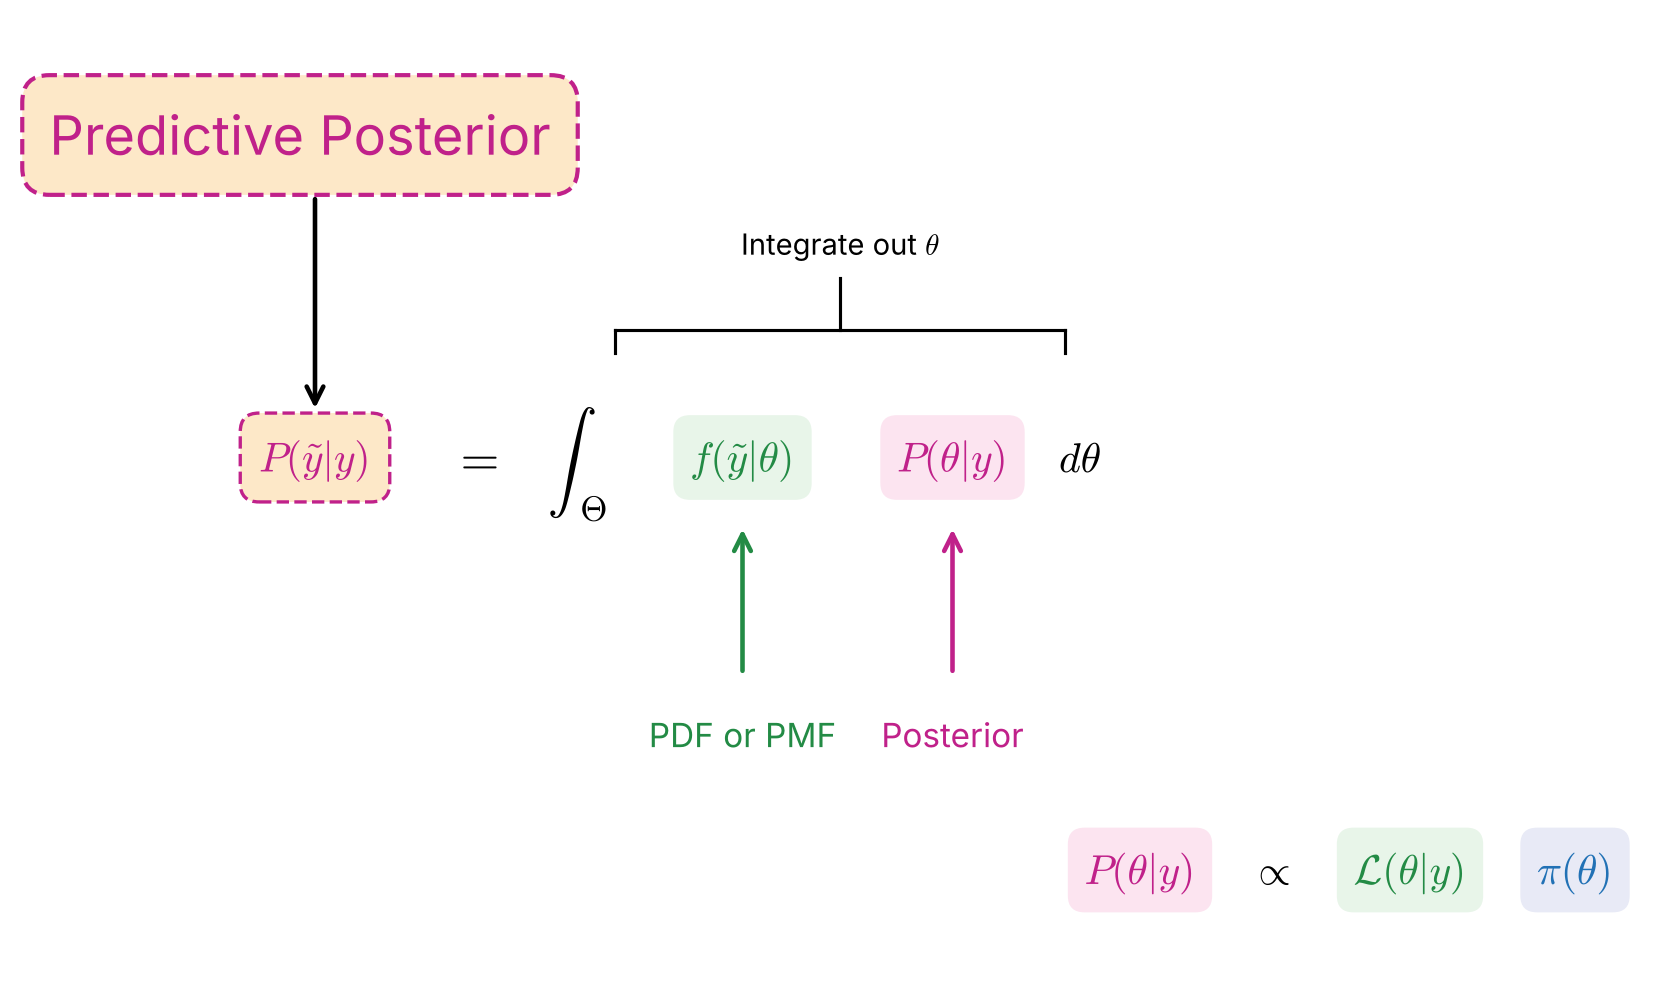 Predictive Posterior
Integrate out θ
P(ỹ|y) = ∫_Θ f(ỹ|θ) P(θ|y) dθ
PDF or PMF Posterior
P(θ|y) ∝ ℒ(θ|y) π(θ)